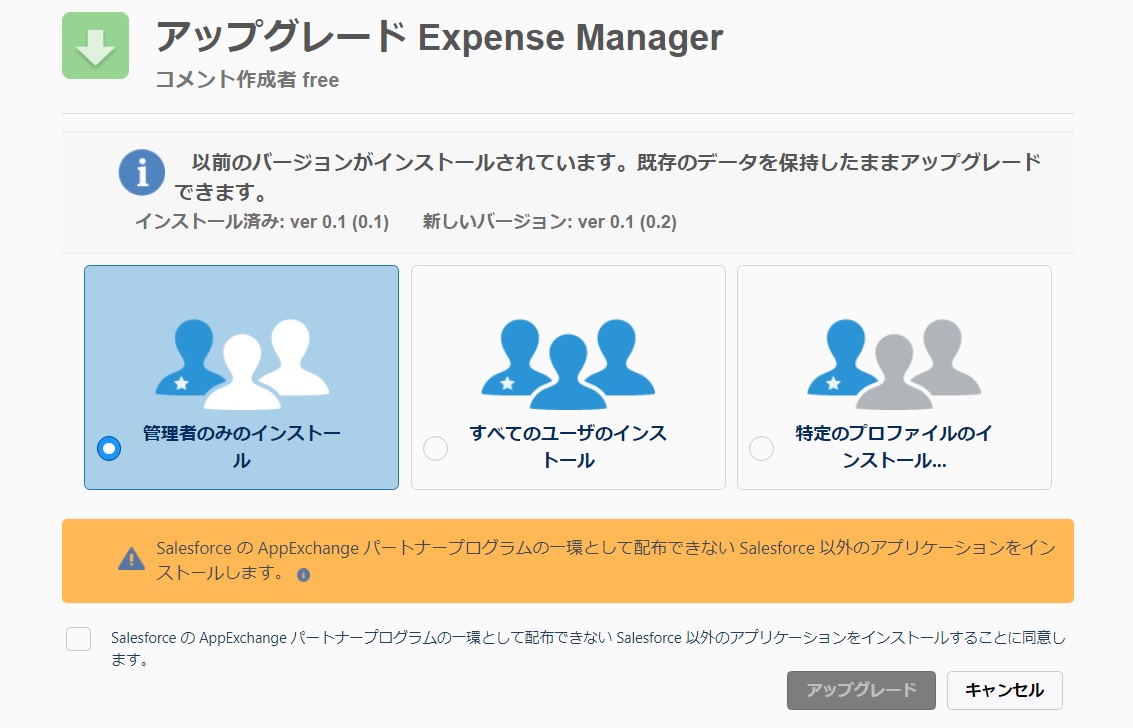 アップグレード Expense Manager
コメント作成者 free
以前のバージョンがインストールされています。既存のデータを保持したままアップグレード
できます。
インストール済み: ver 0.1 (0.1) 新しいバージョン: ver 0.1 (0.2)
管理者のみのインストー
ル
すべてのユーザのインス
トール
特定のプロファイルのイ
ンストール...
Salesforce の AppExchange パートナープログラムの一環として配布できない Salesforce 以外のアプリケーションをイン
ストールします。
Salesforce の AppExchange パートナープログラムの一環として配布できない Salesforce 以外のアプリケーションをインストールすることに同意し
ます。
アップグレード キャンセル